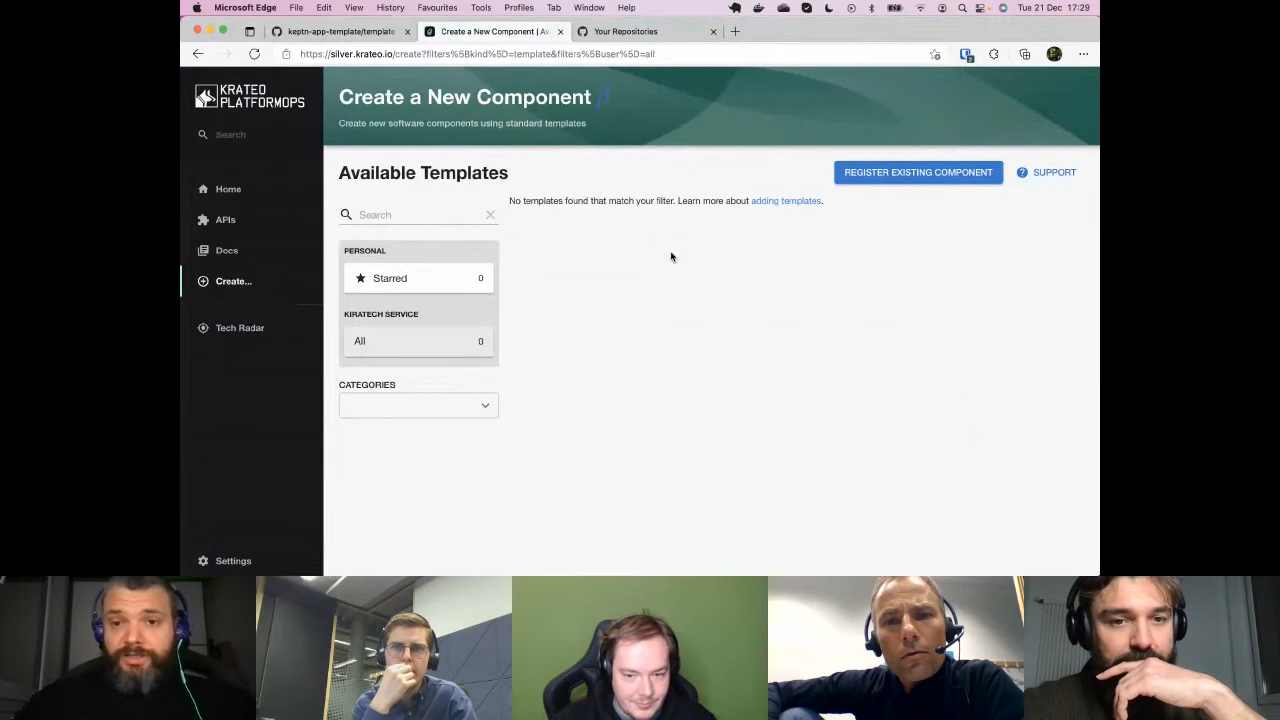 Microsoft Edge File Edit View History Favourites Tools Profiles Tab Window Help Tue 21 Dec 17:29
keptn-app-template/template
Create a New Component | Av
Your Repositories
https://silver.krateo.io/create?filters%5Bkind%5D=template&filters%5Buser%5D=all
KRATEO
PLATFORMOPS
Search
Home
APIs
Docs
Create...
Tech Radar
Settings
Create a New Component
Create new software components using standard templates
Available Templates
REGISTER EXISTING COMPONENT
SUPPORT
Search
No templates found that match your filter. Learn more about adding templates.
PERSONAL
Starred 0
KIRATECH SERVICE
All 0
CATEGORIES